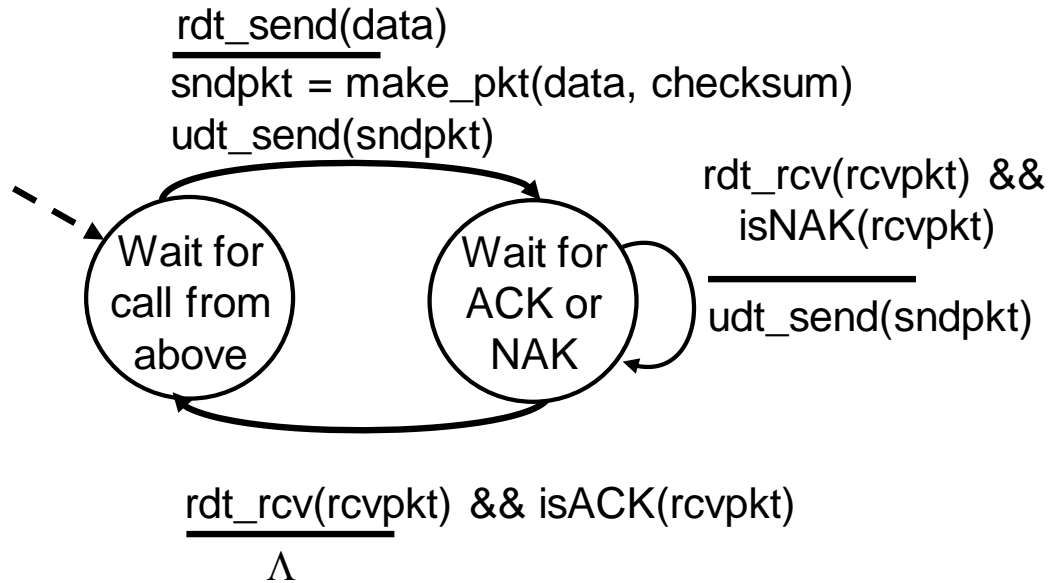 rdt_send(data)
sndpkt = make_pkt(data, checksum)
udt_send(sndpkt)
rdt_rcv(rcvpkt) &&
isNAK(rcvpkt)
udt_send(sndpkt)
Wait for
call from
above
Wait for
ACK or
NAK
rdt_rcv(rcvpkt) && isACK(rcvpkt)
Λ